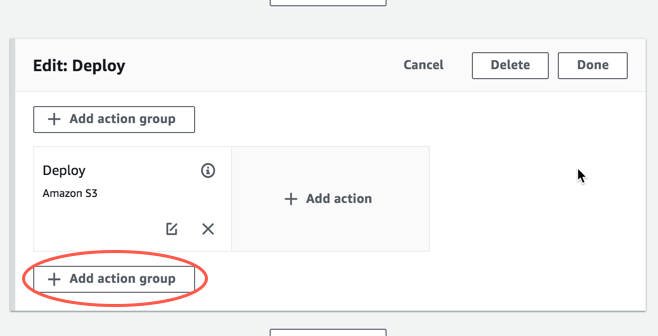 Edit: Deploy Cancel Delete Done
+ Add action group
Deploy
Amazon S3
+ Add action
+ Add action group